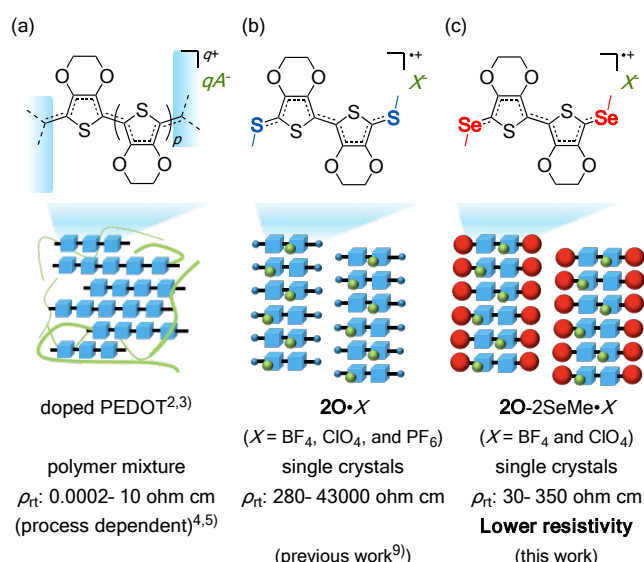 (a)
(b)
(c)
O O
S
S
p
O O
q+
qA-
O O
S
S
S
S
O O
•+
X-
O O
Se
S
S
Se
O O
•+
X-
doped PEDOT2,3)
polymer mixture
ρrt: 0.0002- 10 ohm cm
(process dependent)4,5)
2O•X
(X = BF4, ClO4, and PF6)
single crystals
ρrt: 280- 43000 ohm cm
(previous work9))
2O-2SeMe•X
(X = BF4 and ClO4)
single crystals
ρrt: 30- 350 ohm cm
Lower resistivity
(this work)